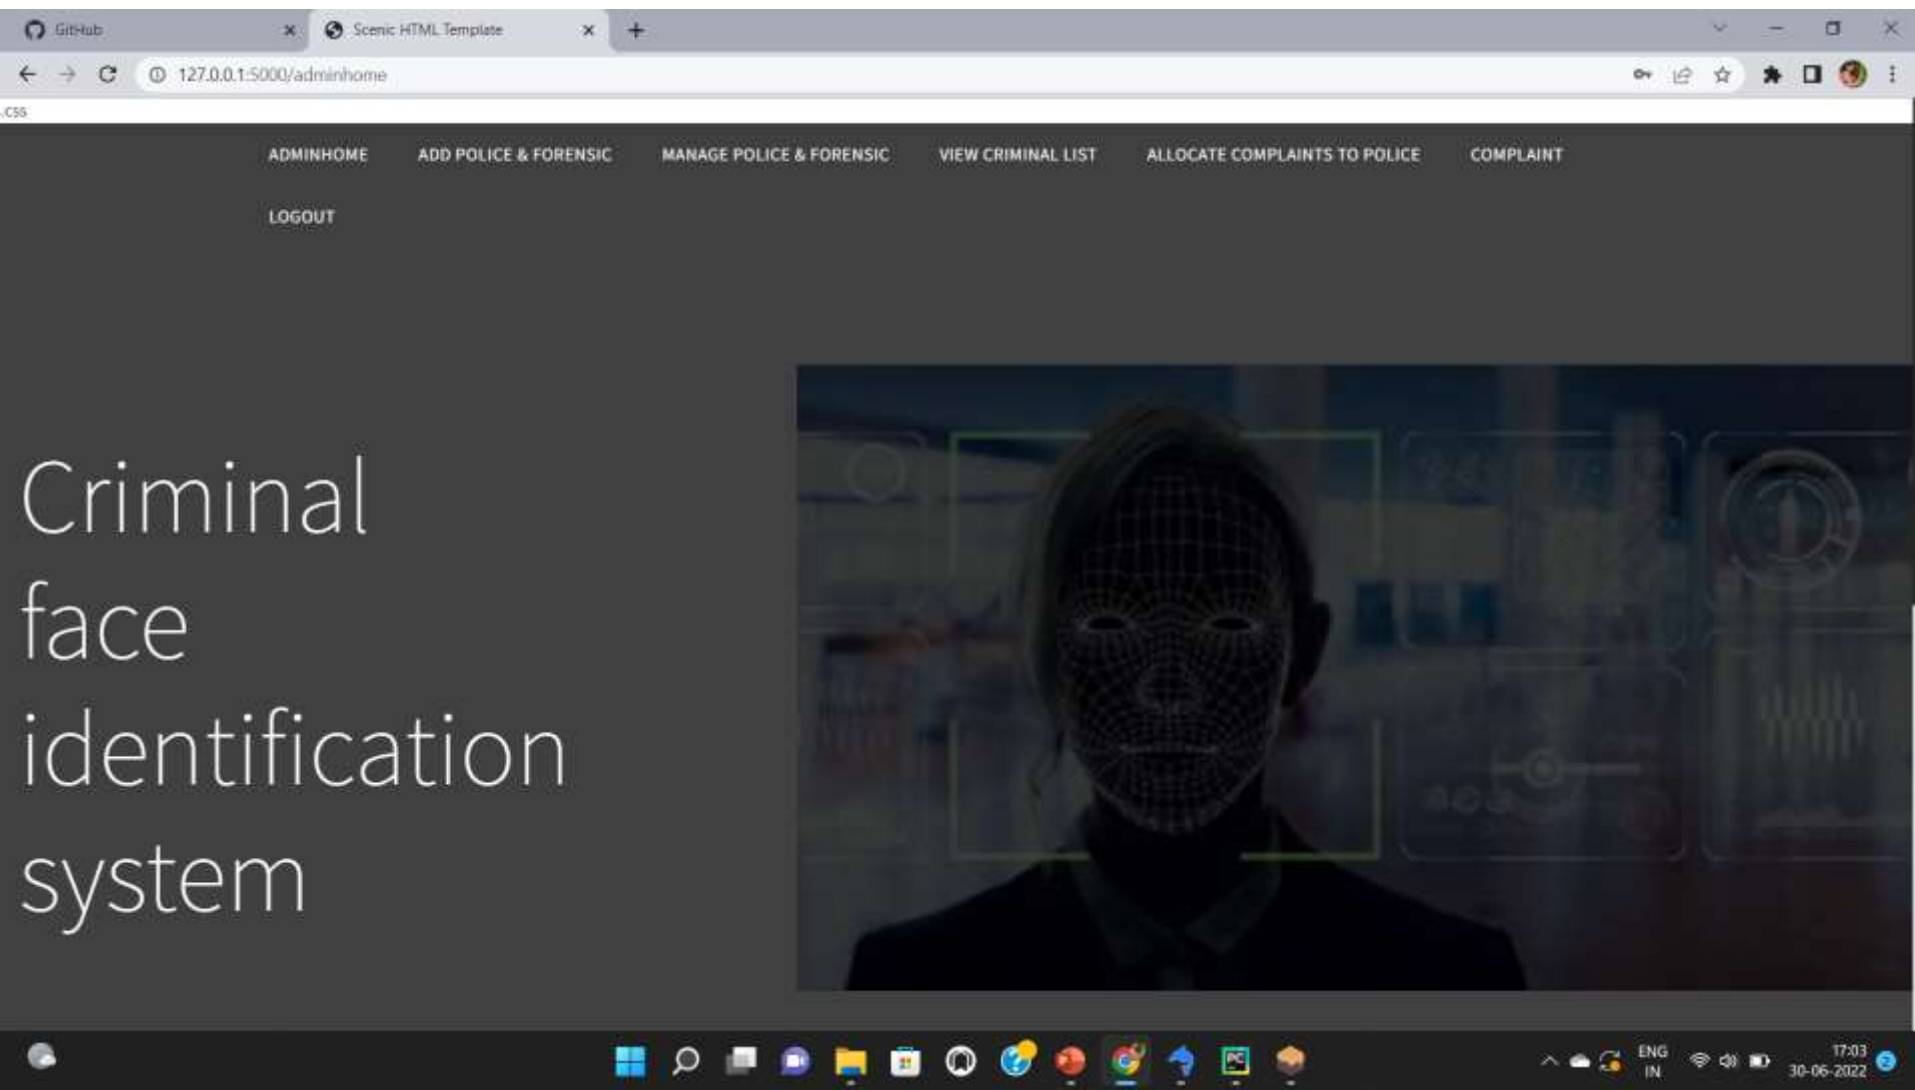 GitHub
Scenic HTML Template
127.0.0.1:5000/adminhome
.css
ADMINHOME ADD POLICE & FORENSIC MANAGE POLICE & FORENSIC VIEW CRIMINAL LIST ALLOCATE COMPLAINTS TO POLICE COMPLAINT
LOGOUT
Criminal
face
identification
system
PC
ENG
IN
17:03
30-06-2022
2